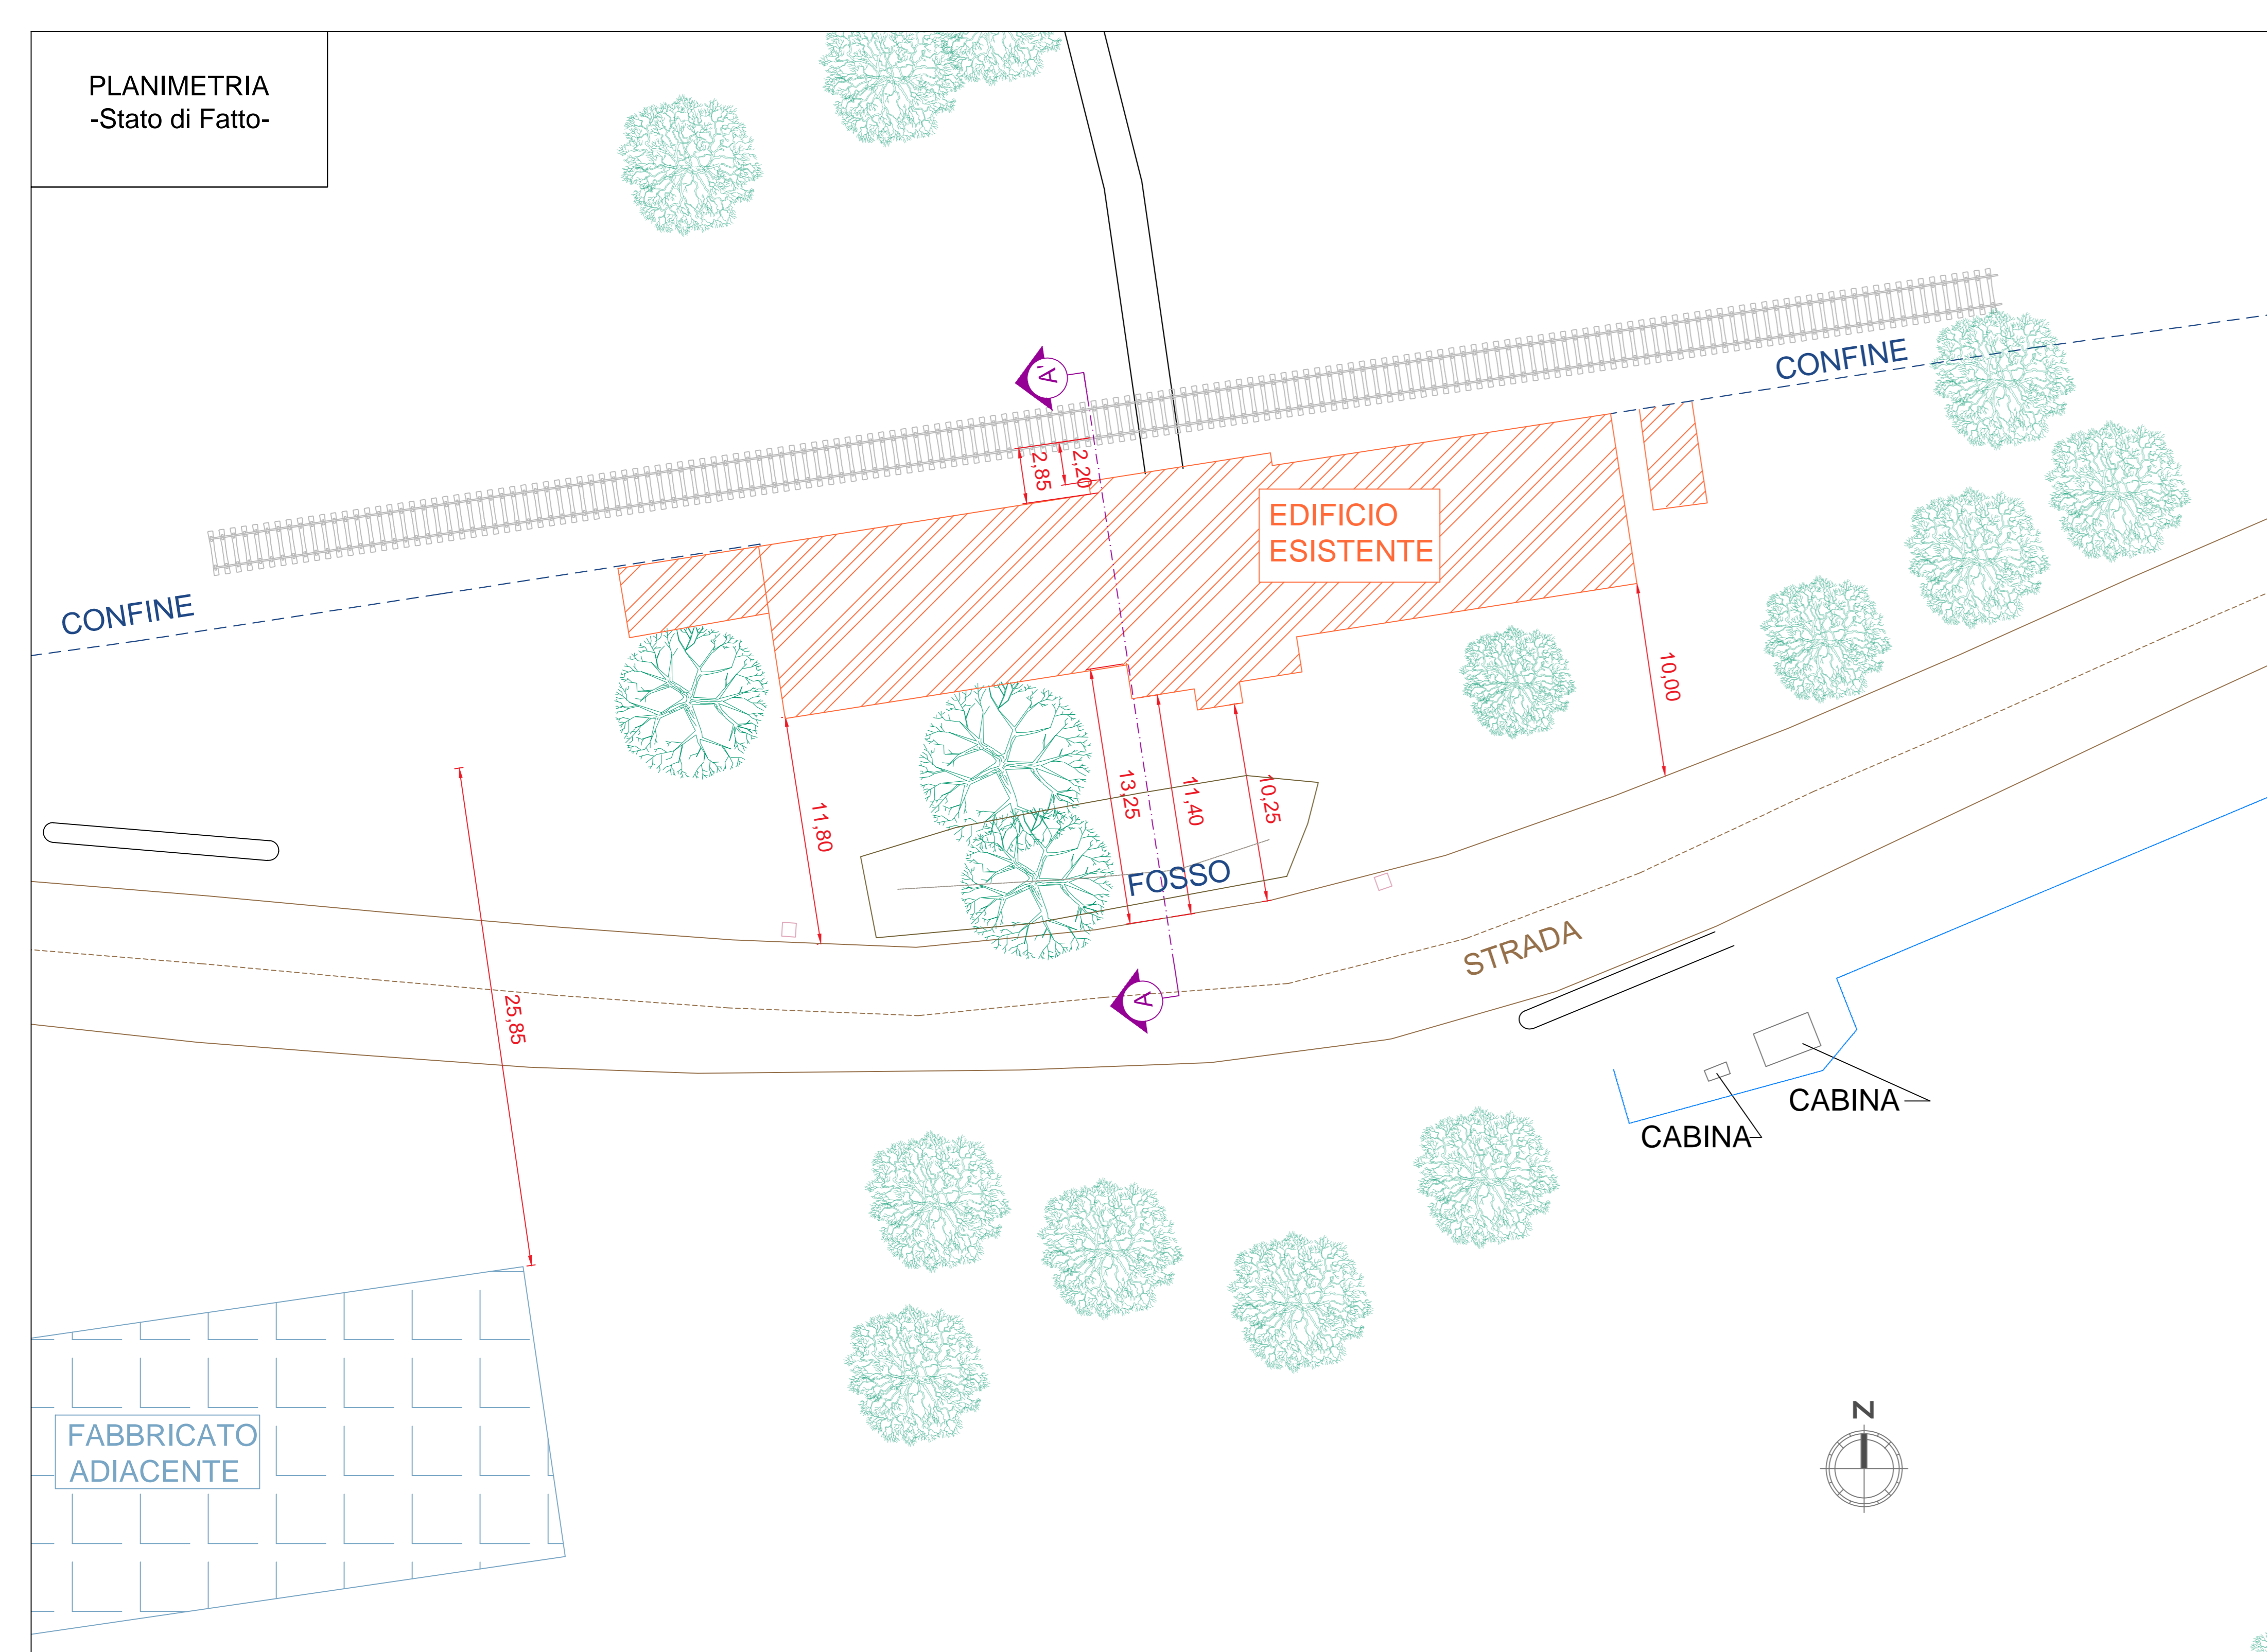 PLANIMETRIA
-Stato di Fatto-
CONFINE
A'
2,85
2,20
EDIFICIO
ESISTENTE
CONFINE
10,00
11,80
13,25
11,40
10,25
FOSSO
STRADA
A
25,85
CABINA
CABINA
FABBRICATO
ADIACENTE
N